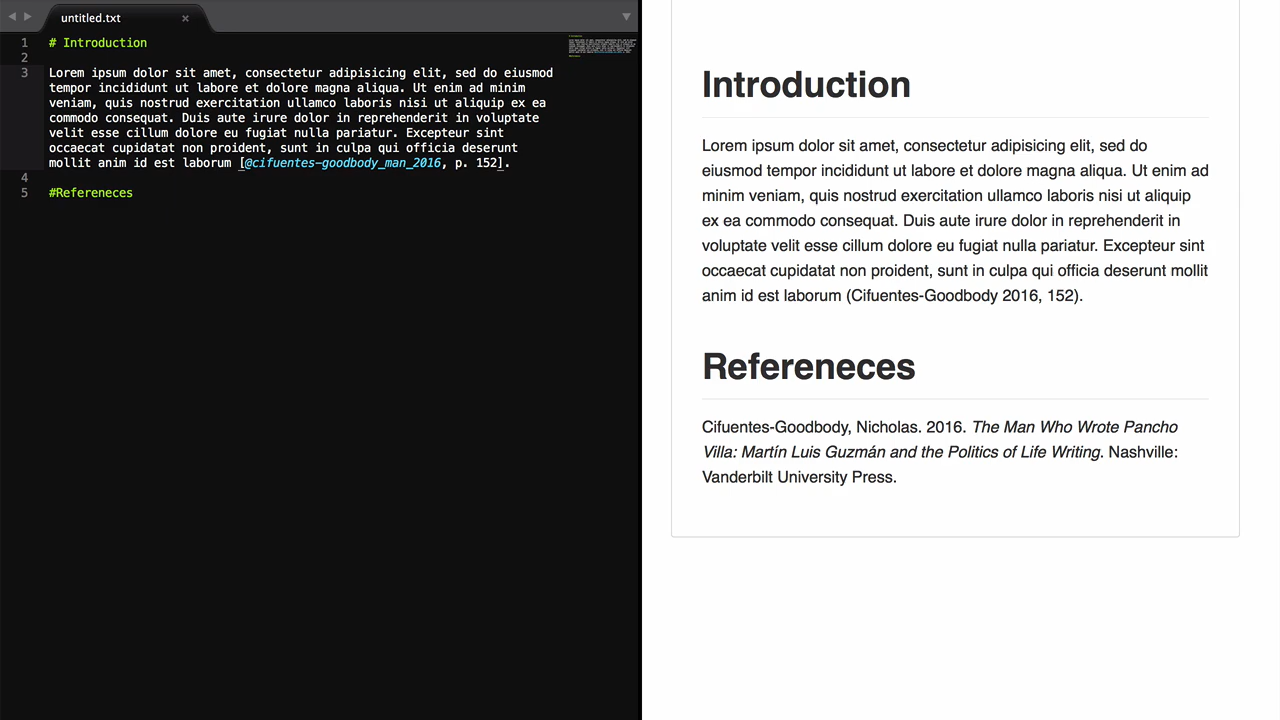 untitled.txt
1 # Introduction
2
3 Lorem ipsum dolor sit amet, consectetur adipisicing elit, sed do eiusmod
tempor incididunt ut labore et dolore magna aliqua. Ut enim ad minim
veniam, quis nostrud exercitation ullamco laboris nisi ut aliquip ex ea
commodo consequat. Duis aute irure dolor in reprehenderit in voluptate
velit esse cillum dolore eu fugiat nulla pariatur. Excepteur sint
occaecat cupidatat non proident, sunt in culpa qui officia deserunt
mollit anim id est laborum [@cifuentes-goodbody_man_2016, p. 152].
4
5 #Refereneces
Introduction
Lorem ipsum dolor sit amet, consectetur adipisicing elit, sed do
eiusmod tempor incididunt ut labore et dolore magna aliqua. Ut enim ad
minim veniam, quis nostrud exercitation ullamco laboris nisi ut aliquip
ex ea commodo consequat. Duis aute irure dolor in reprehenderit in
voluptate velit esse cillum dolore eu fugiat nulla pariatur. Excepteur sint
occaecat cupidatat non proident, sunt in culpa qui officia deserunt mollit
anim id est laborum (Cifuentes-Goodbody 2016, 152).
Refereneces
Cifuentes-Goodbody, Nicholas. 2016. The Man Who Wrote Pancho
Villa: Martín Luis Guzmán and the Politics of Life Writing. Nashville:
Vanderbilt University Press.